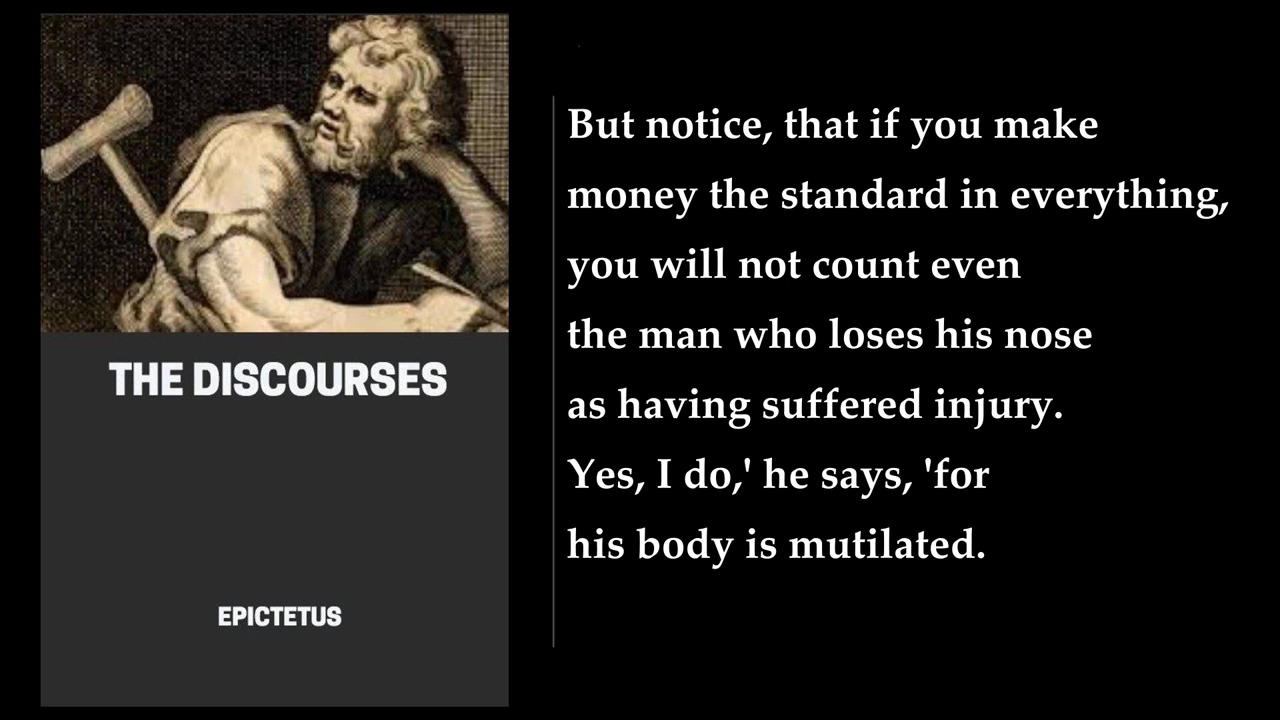 THE DISCOURSES
EPICTETUS
But notice, that if you make
money the standard in everything,
you will not count even
the man who loses his nose
as having suffered injury.
Yes, I do,' he says, 'for
his body is mutilated.